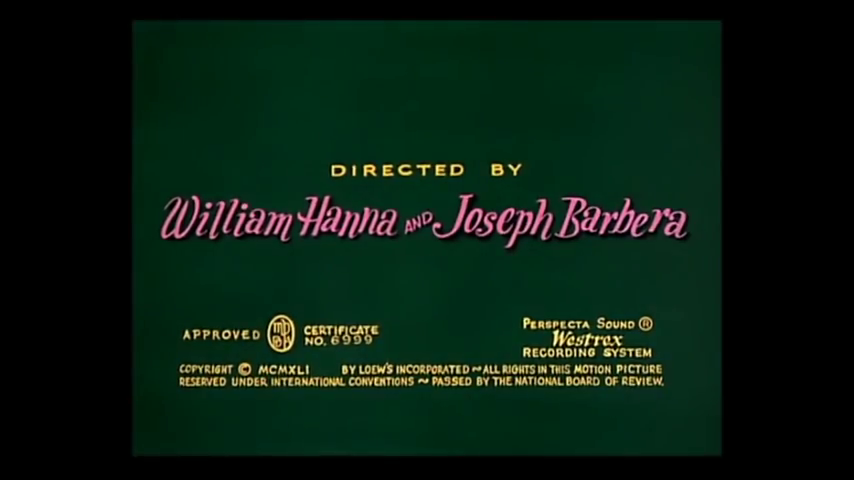 DIRECTED BY
William Hanna AND Joseph Barbera
APPROVED MPDA CERTIFICATE NO. 6999
PERSPECTA SOUND ®
Westrex
RECORDING SYSTEM
COPYRIGHT © MCMXLI BY LOEW'S INCORPORATED ~ ALL RIGHTS IN THIS MOTION PICTURE
RESERVED UNDER INTERNATIONAL CONVENTIONS ~ PASSED BY THE NATIONAL BOARD OF REVIEW.